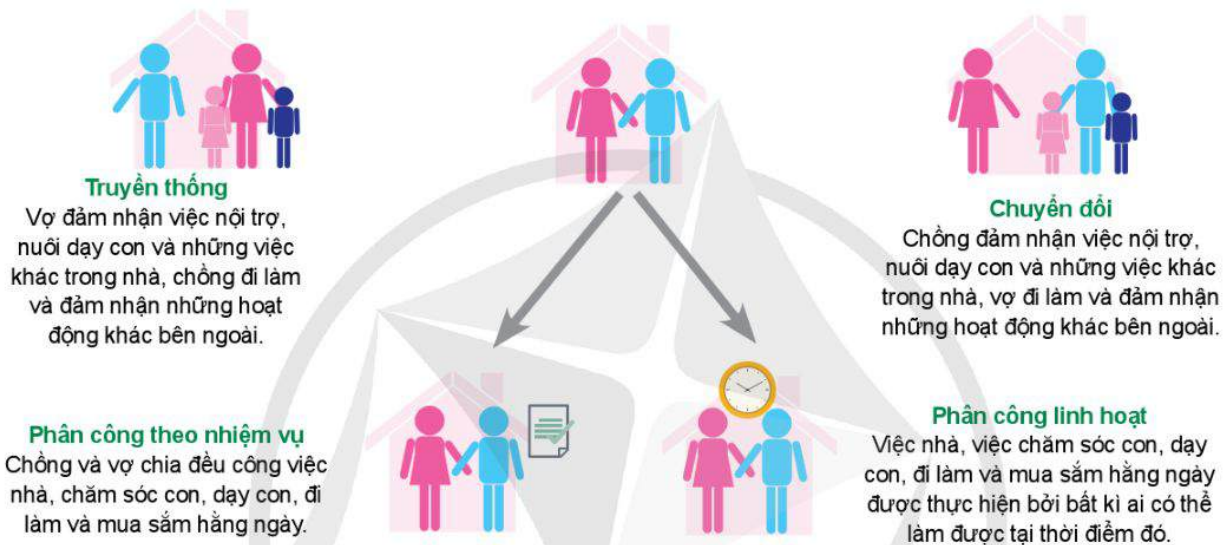 Truyền thống
Vợ đảm nhận việc nội trợ,
nuôi dạy con và những việc
khác trong nhà, chồng đi làm
và đảm nhận những hoạt
động khác bên ngoài.
Chuyển đổi
Chồng đảm nhận việc nội trợ,
nuôi dạy con và những việc khác
trong nhà, vợ đi làm và đảm nhận
những hoạt động khác bên ngoài.
Phân công theo nhiệm vụ
Chồng và vợ chia đều công việc
nhà, chăm sóc con, dạy con, đi
làm và mua sắm hằng ngày.
Phân công linh hoạt
Việc nhà, việc chăm sóc con, dạy
con, đi làm và mua sắm hằng ngày
được thực hiện bởi bất kì ai có thể
làm được tại thời điểm đó.